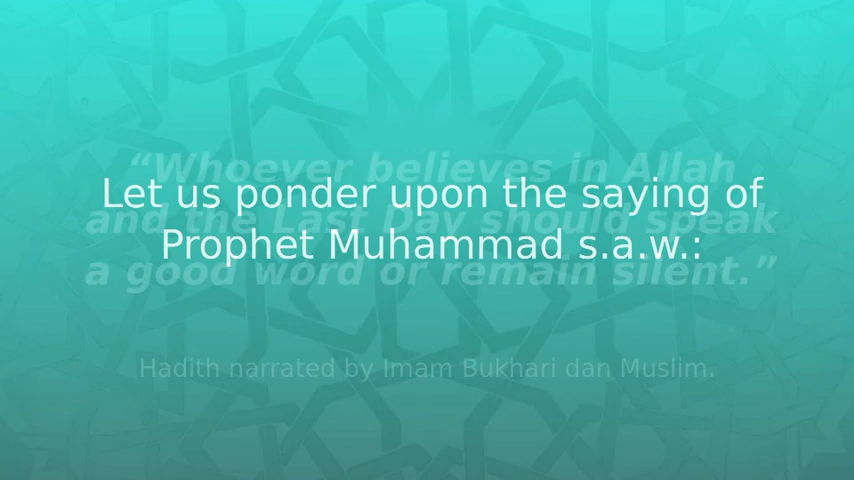 Let us ponder upon the saying of
Prophet Muhammad s.a.w.:
“Whoever believes in Allah
and the Last Day should speak
a good word or remain silent.”
Hadith narrated by Imam Bukhari dan Muslim.